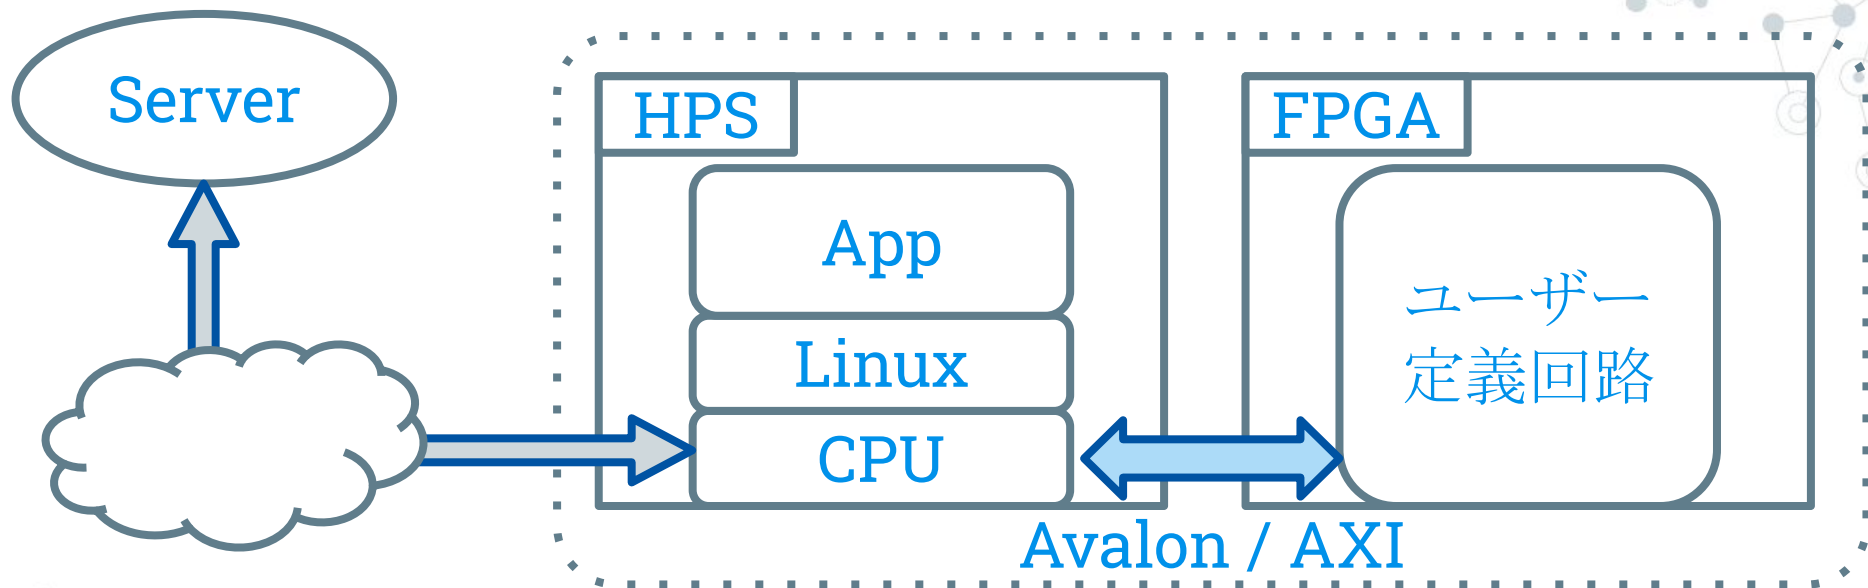 Server
HPS
App
Linux
CPU
FPGA
ユーザー
定義回路
Avalon / AXI